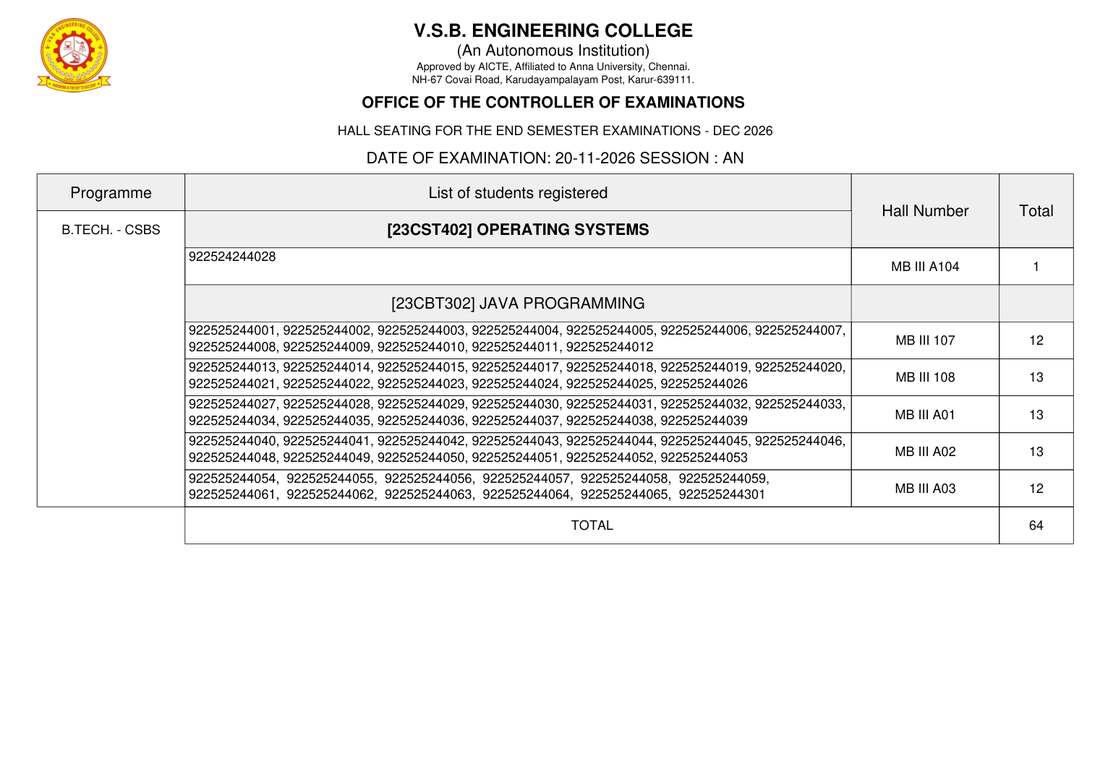 V.S.B. ENGINEERING COLLEGE
(An Autonomous Institution)
Approved by AICTE, Affiliated to Anna University, Chennai.
NH-67 Covai Road, Karudayampalayam Post, Karur-639111.
OFFICE OF THE CONTROLLER OF EXAMINATIONS
HALL SEATING FOR THE END SEMESTER EXAMINATIONS - DEC 2026
DATE OF EXAMINATION: 20-11-2026 SESSION : AN
Programme List of students registered Hall Number Total
B.TECH. - CSBS [23CST402] OPERATING SYSTEMS
922524244028 MB III A104 1
[23CBT302] JAVA PROGRAMMING
922525244001, 922525244002, 922525244003, 922525244004, 922525244005, 922525244006, 922525244007,
922525244008, 922525244009, 922525244010, 922525244011, 922525244012 MB III 107 12
922525244013, 922525244014, 922525244015, 922525244017, 922525244018, 922525244019, 922525244020,
922525244021, 922525244022, 922525244023, 922525244024, 922525244025, 922525244026 MB III 108 13
922525244027, 922525244028, 922525244029, 922525244030, 922525244031, 922525244032, 922525244033,
922525244034, 922525244035, 922525244036, 922525244037, 922525244038, 922525244039 MB III A01 13
922525244040, 922525244041, 922525244042, 922525244043, 922525244044, 922525244045, 922525244046,
922525244048, 922525244049, 922525244050, 922525244051, 922525244052, 922525244053 MB III A02 13
922525244054, 922525244055, 922525244056, 922525244057, 922525244058, 922525244059,
922525244061, 922525244062, 922525244063, 922525244064, 922525244065, 922525244301 MB III A03 12
TOTAL 64